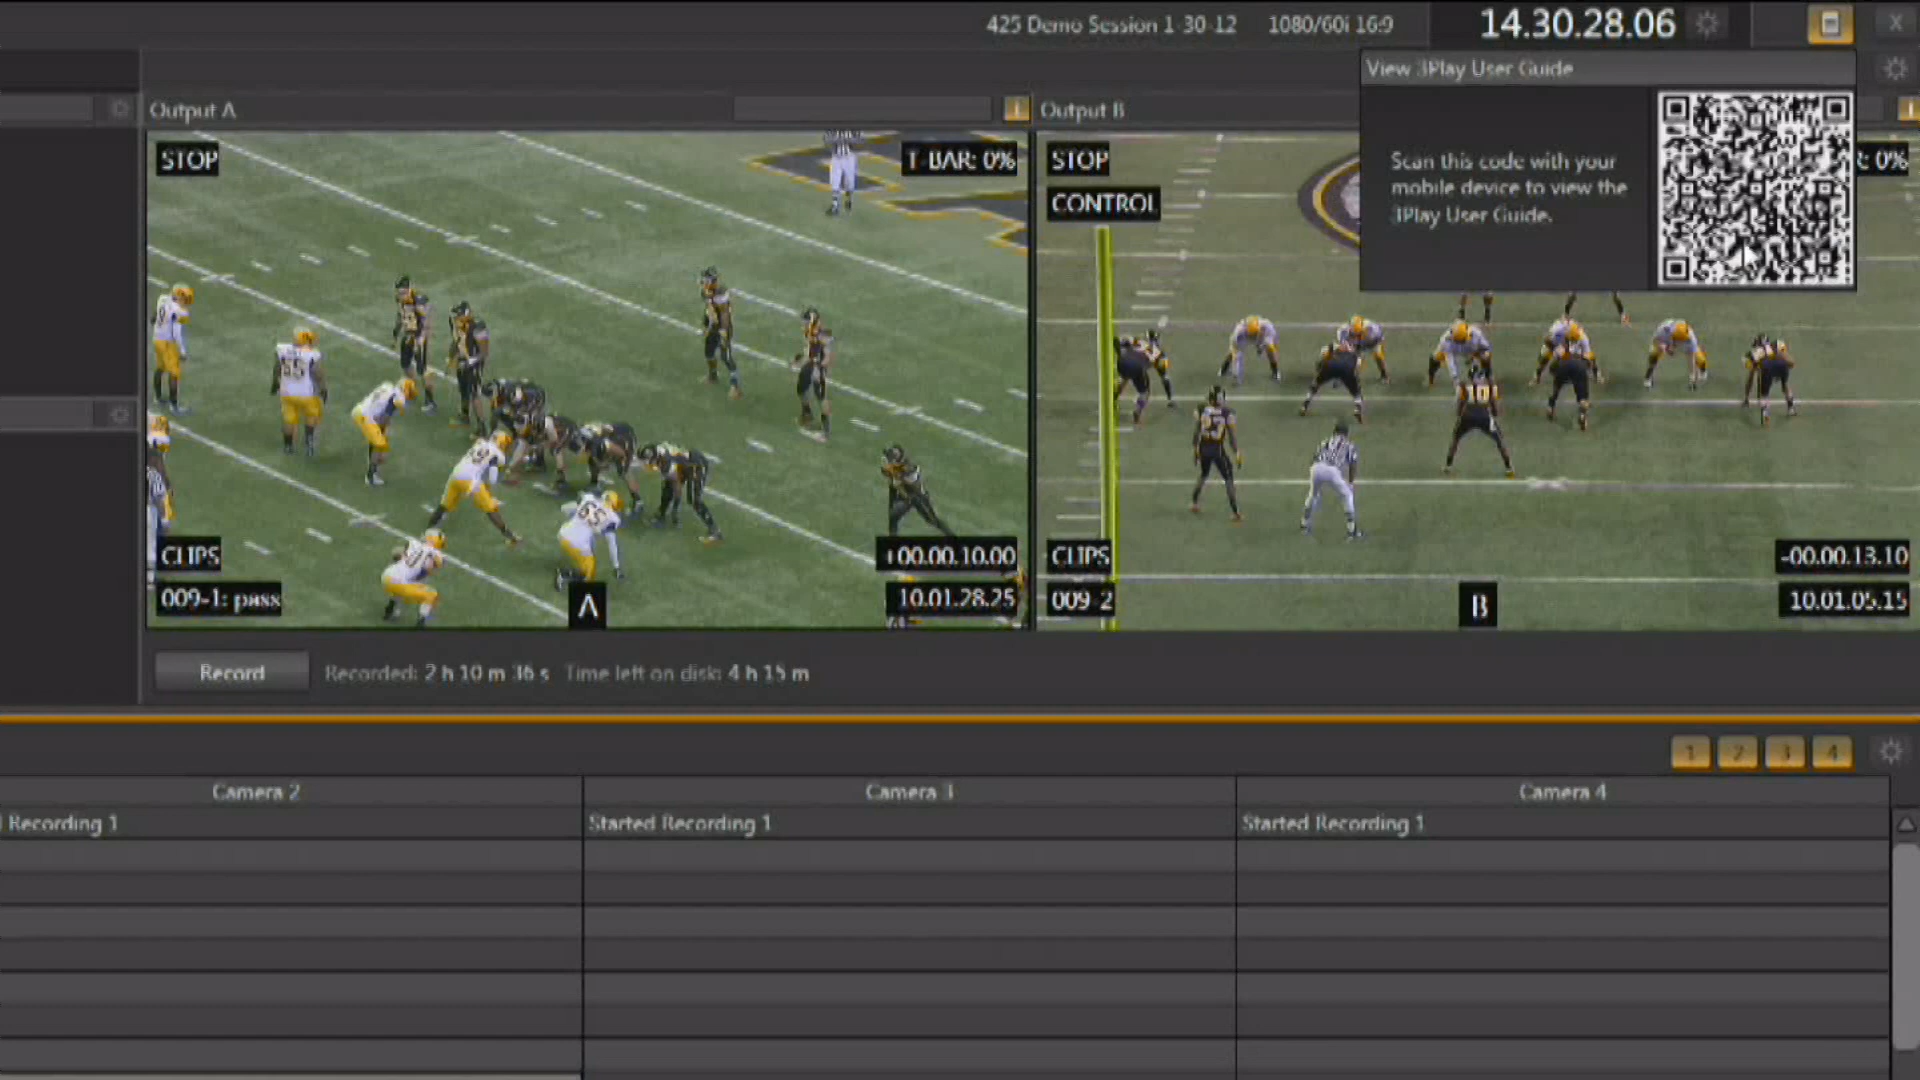 425 Demo Session 1-30-12 1080/60i 16:9 14.30.28.06 X
View 3Play User Guide
Scan this code with your
mobile device to view the
3Play User Guide.
Output A
Output B
STOP
T-BAR: 0%
STOP
0%
CONTROL
CLIPS
+00.00.10.00
CLIPS
-00.00.13.10
009-1: pass
A
10.01.28.25
009-2
B
10.01.05.15
Record
Recorded: 2 h 10 m 36 s Time left on disk: 4 h 15 m
1 2 3 4
Camera 2
Camera 3
Camera 4
Recording 1
Started Recording 1
Started Recording 1